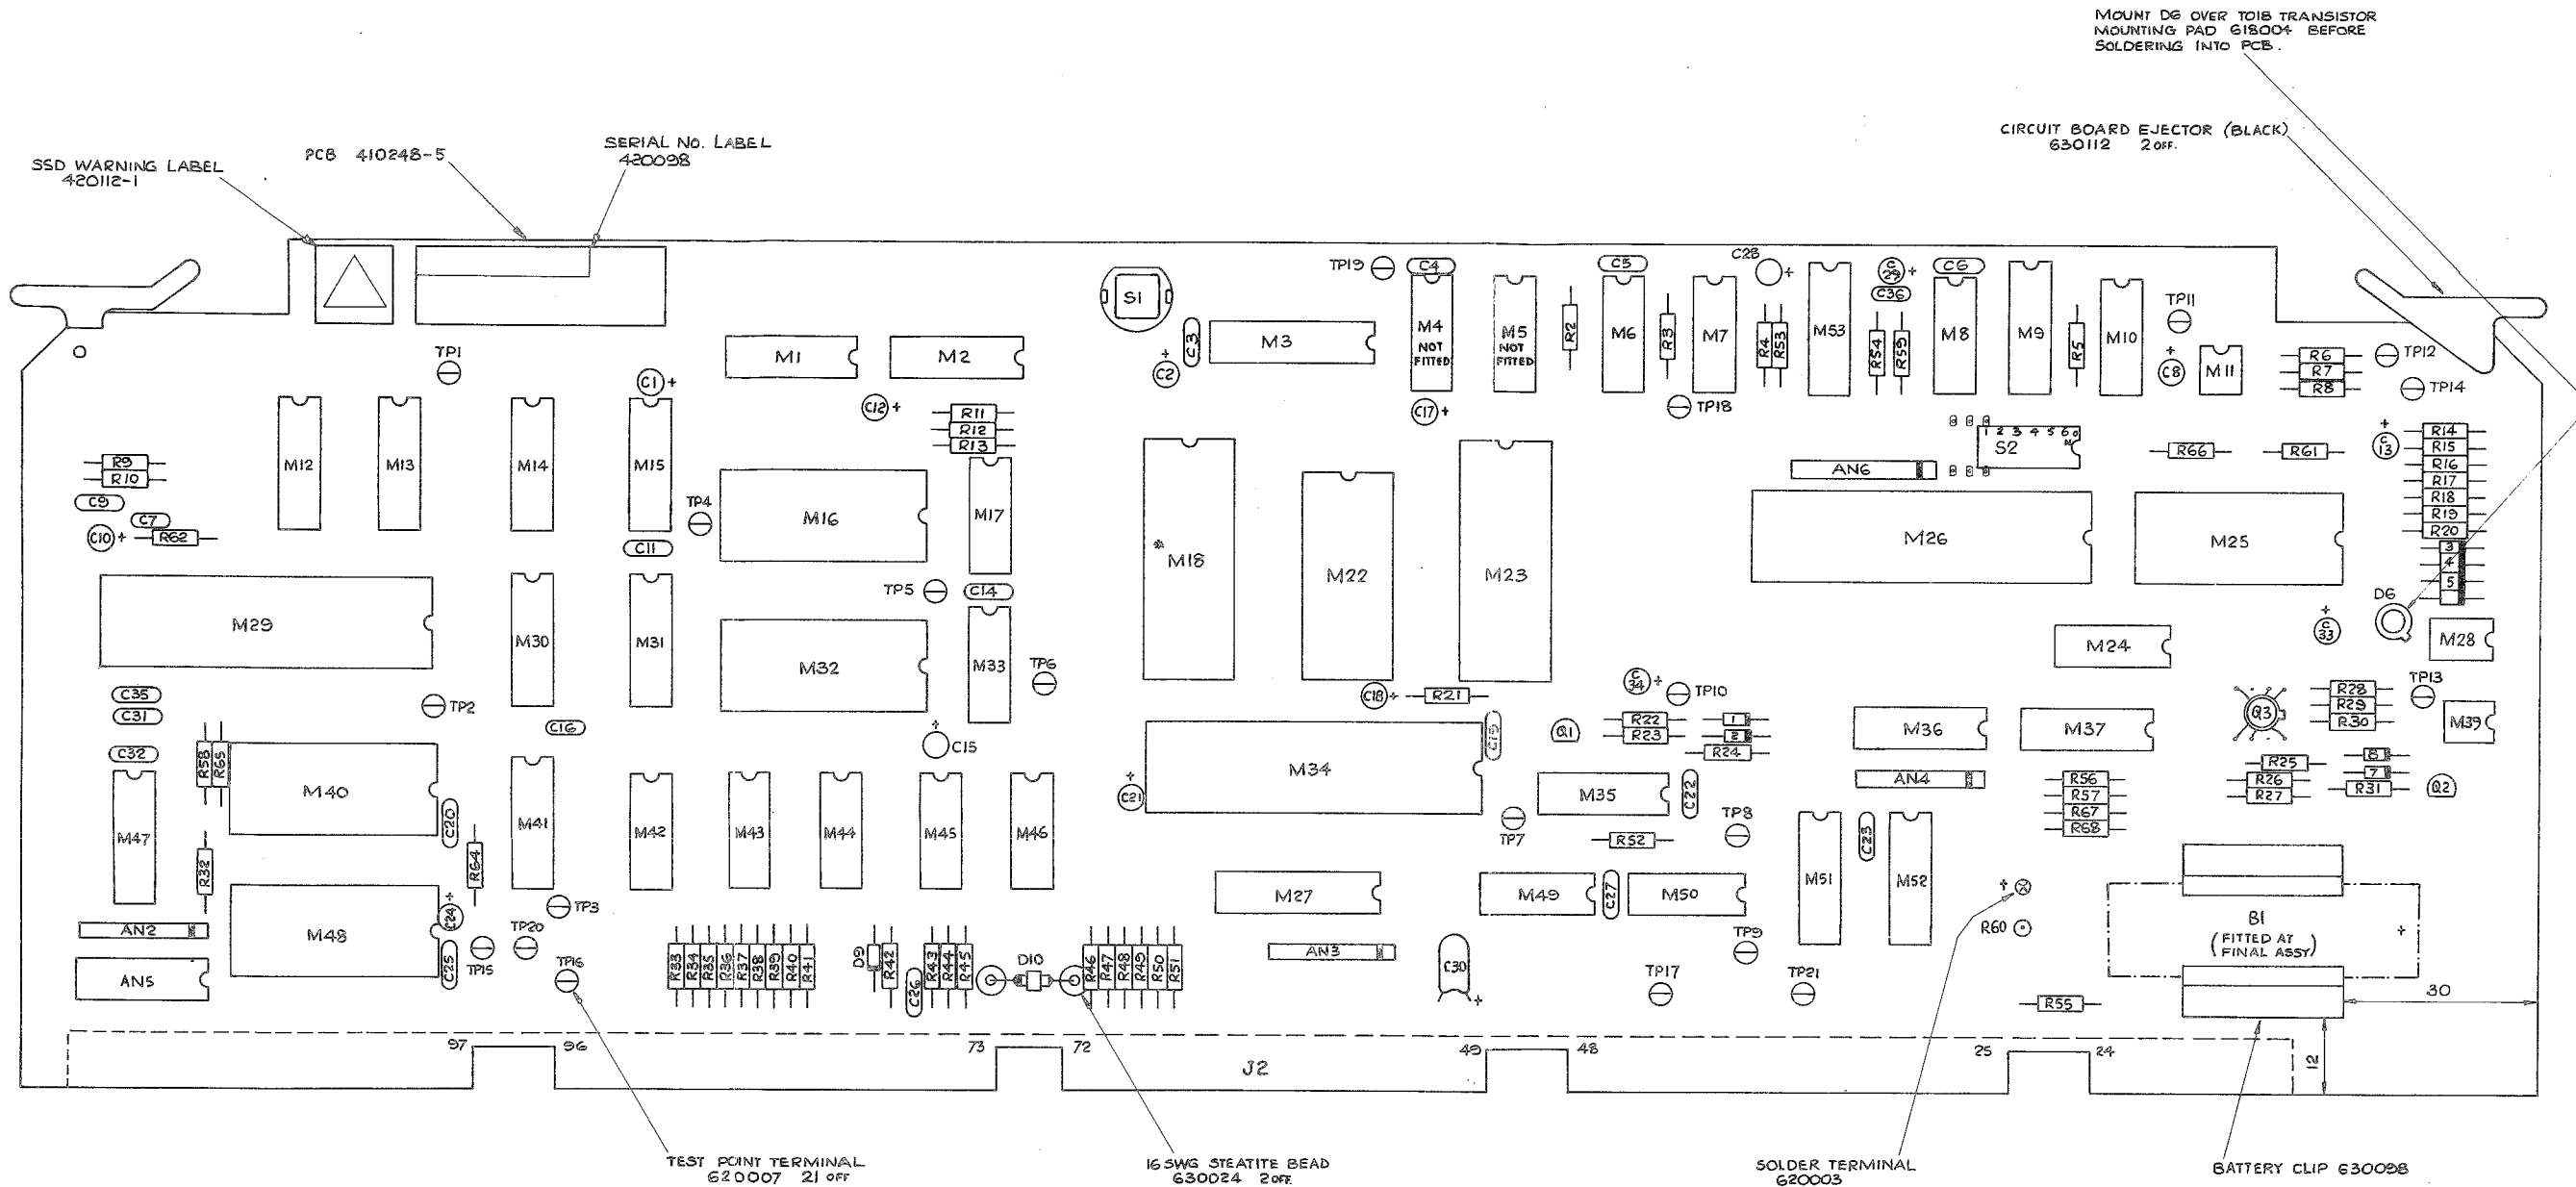 MOUNT D6 OVER TO18 TRANSISTOR
MOUNTING PAD 618004 BEFORE
SOLDERING INTO PCB.
CIRCUIT BOARD EJECTOR (BLACK)
630112 2 OFF.
SERIAL NO. LABEL
420098
PCB 410248-5
SSD WARNING LABEL
420112-1
S1
TP19
C4
C5
C28 +
C29 +
C36
C6
TP11
M1
M2
+ C2
C3
M3
M4 NOT FITTED
M5 NOT FITTED
R2
M6
R3
M7
R4
R53
M53
R54
R59
M8
M9
R5
M10
+ C8
M11
R6
R7
R8
TP12
TP14
TP1
C1 +
C12 +
C17 +
TP18
R11
R12
R13
1 2 3 4 5 6
S2
R66
R61
+ C13
R14
R15
R16
R17
R18
R19
R20
3
4
5
R9
R10
C9
C7
C10 +
R62
M12
M13
M14
M15
C11
TP4
M16
M17
*
M18
M22
M23
AN6
M26
M25
D6
+ C33
M28
M29
M30
M31
TP5
C14
M32
M33
TP6
M24
C35
C31
C32
TP2
C16
+
C15
C18 +
R21
C34 +
TP10
C19
Q1
R22
R23
R24
1
2
M36
M37
Q3
R28
R29
R30
TP13
M39
R58
R65
M40
C20
M41
M42
M43
M44
M45
M46
+ C21
M34
M35
C22
AN4
R56
R57
R67
R68
R25
R26
R27
8
7
R31
Q2
M47
R32
R64
TP7
R52
TP8
M51
C23
M52
AN2
M48
+ C24
C25
TP3
TP20
TP15
TP16
M27
M49
C27
M50
+
R60
B1
(FITTED AT
FINAL ASSY)
+
AN5
R33
R34
R35
R36
R37
R38
R39
R40
R41
D9
R42
C26
R43
R44
R45
D10
R46
R47
R48
R49
R50
R51
AN3
C30
+
TP9
TP17
TP21
R55
30
12
97
96
73
72
J2
49
48
25
24
TEST POINT TERMINAL
620007 21 OFF
16 SWG STEATITE BEAD
630024 2 OFF.
SOLDER TERMINAL
620003
BATTERY CLIP 630098